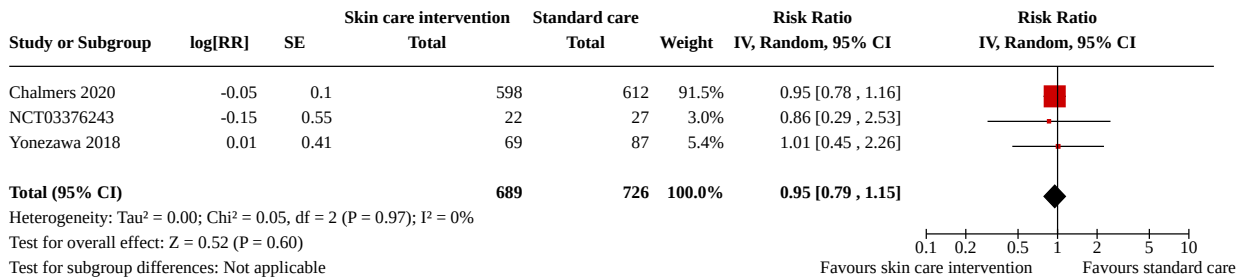 Skin care intervention Standard care Risk Ratio Risk Ratio
Study or Subgroup log[RR] SE Total Total Weight IV, Random, 95% CI IV, Random, 95% CI
Chalmers 2020 -0.05 0.1 598 612 91.5% 0.95 [0.78 , 1.16]
NCT03376243 -0.15 0.55 22 27 3.0% 0.86 [0.29 , 2.53]
Yonezawa 2018 0.01 0.41 69 87 5.4% 1.01 [0.45 , 2.26]
Total (95% CI) 689 726 100.0% 0.95 [0.79 , 1.15]
Heterogeneity: Tau² = 0.00; Chi² = 0.05, df = 2 (P = 0.97); I² = 0%
Test for overall effect: Z = 0.52 (P = 0.60)
0.1 0.2 0.5 1 2 5 10
Test for subgroup differences: Not applicable
Favours skin care intervention Favours standard care